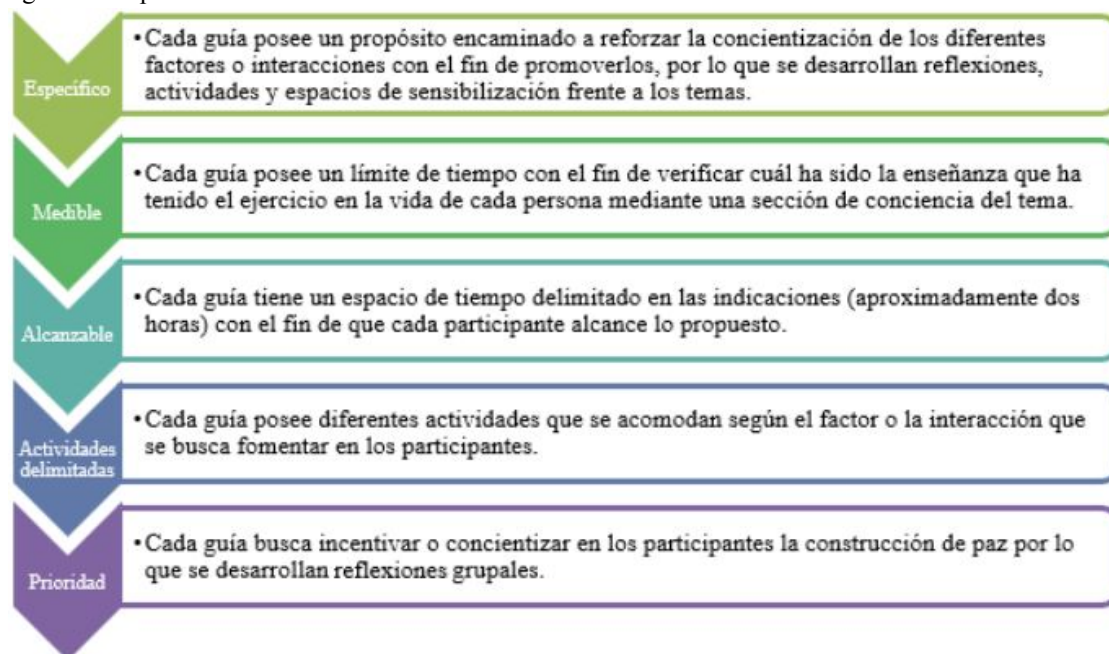 Específico
•Cada guía posee un propósito encaminado a reforzar la concientización de los diferentes
factores o interacciones con el fin de promoverlos, por lo que se desarrollan reflexiones,
actividades y espacios de sensibilización frente a los temas.
Medible
•Cada guía posee un límite de tiempo con el fin de verificar cuál ha sido la enseñanza que ha
tenido el ejercicio en la vida de cada persona mediante una sección de conciencia del tema.
Alcanzable
•Cada guía tiene un espacio de tiempo delimitado en las indicaciones (aproximadamente dos
horas) con el fin de que cada participante alcance lo propuesto.
Actividades
delimitadas
•Cada guía posee diferentes actividades que se acomodan según el factor o la interacción que
se busca fomentar en los participantes.
Prioridad
•Cada guía busca incentivar o concientizar en los participantes la construcción de paz por lo
que se desarrollan reflexiones grupales.